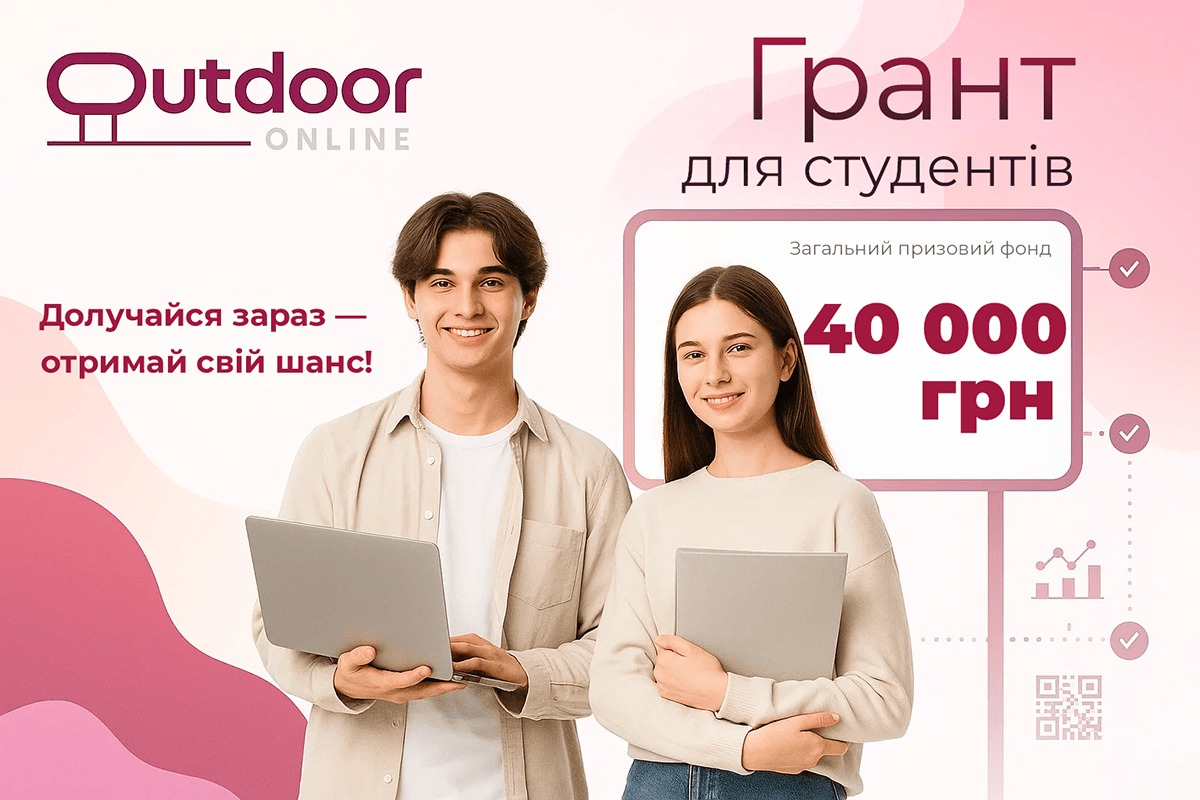 Outdoor
ONLINE
Грант
для студентів
Загальний призовий фонд
40 000
грн
Долучайся зараз —
отримай свій шанс!